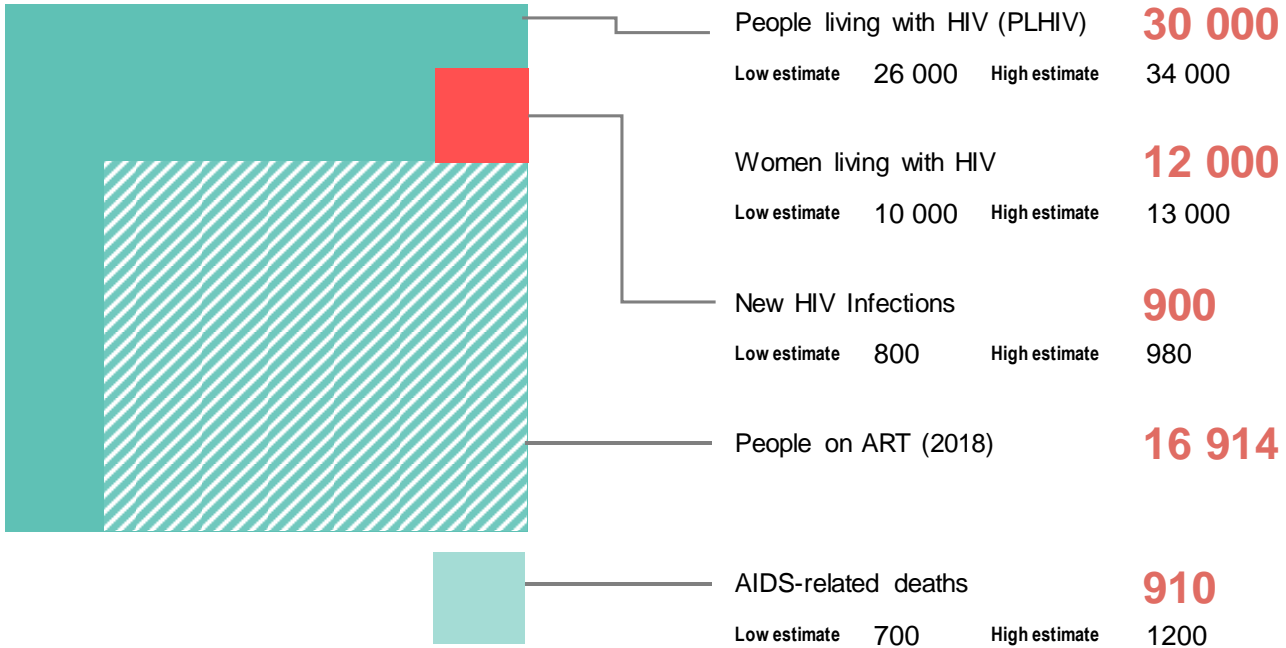 People living with HIV (PLHIV) 30 000
Low estimate 26 000 High estimate 34 000
Women living with HIV 12 000
Low estimate 10 000 High estimate 13 000
New HIV Infections 900
Low estimate 800 High estimate 980
People on ART (2018) 16 914
AIDS-related deaths 910
Low estimate 700 High estimate 1200